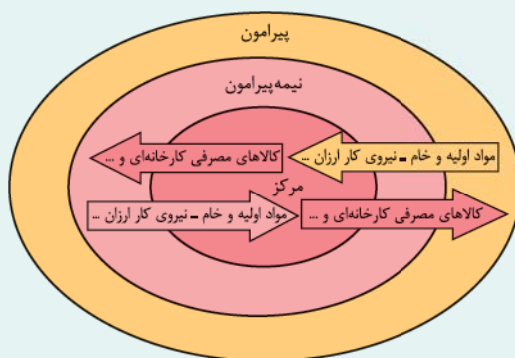 پیرامون
نیمه‌پیرامون
کالاهای مصرفی کارخانه‌ای و ...
مواد اولیه و خام ـ نیروی کار ارزان ...
مرکز
مواد اولیه و خام ـ نیروی کار ارزان ...
کالاهای مصرفی کارخانه‌ای و ...